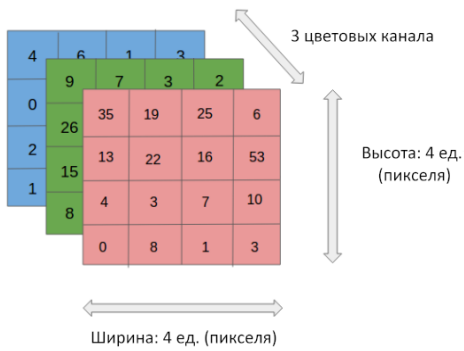 3 цветовых канала
4 6 1 3
9 7 3 2
0
35 19 25 6
26
13 22 16 53
2
15
4 3 7 10
1
8
0 8 1 3
Высота: 4 ед.
(пикселя)
Ширина: 4 ед. (пикселя)